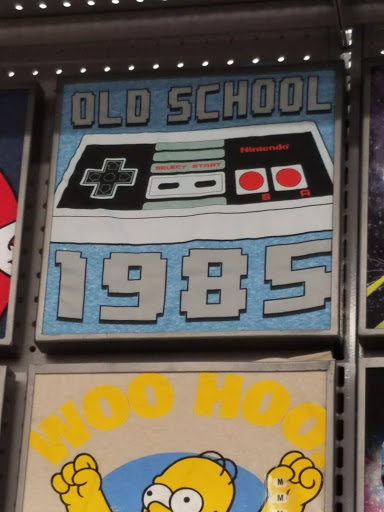 OLD SCHOOL
Nintendo
SELECT START
B A
1985
WOO HOO
M
M
M